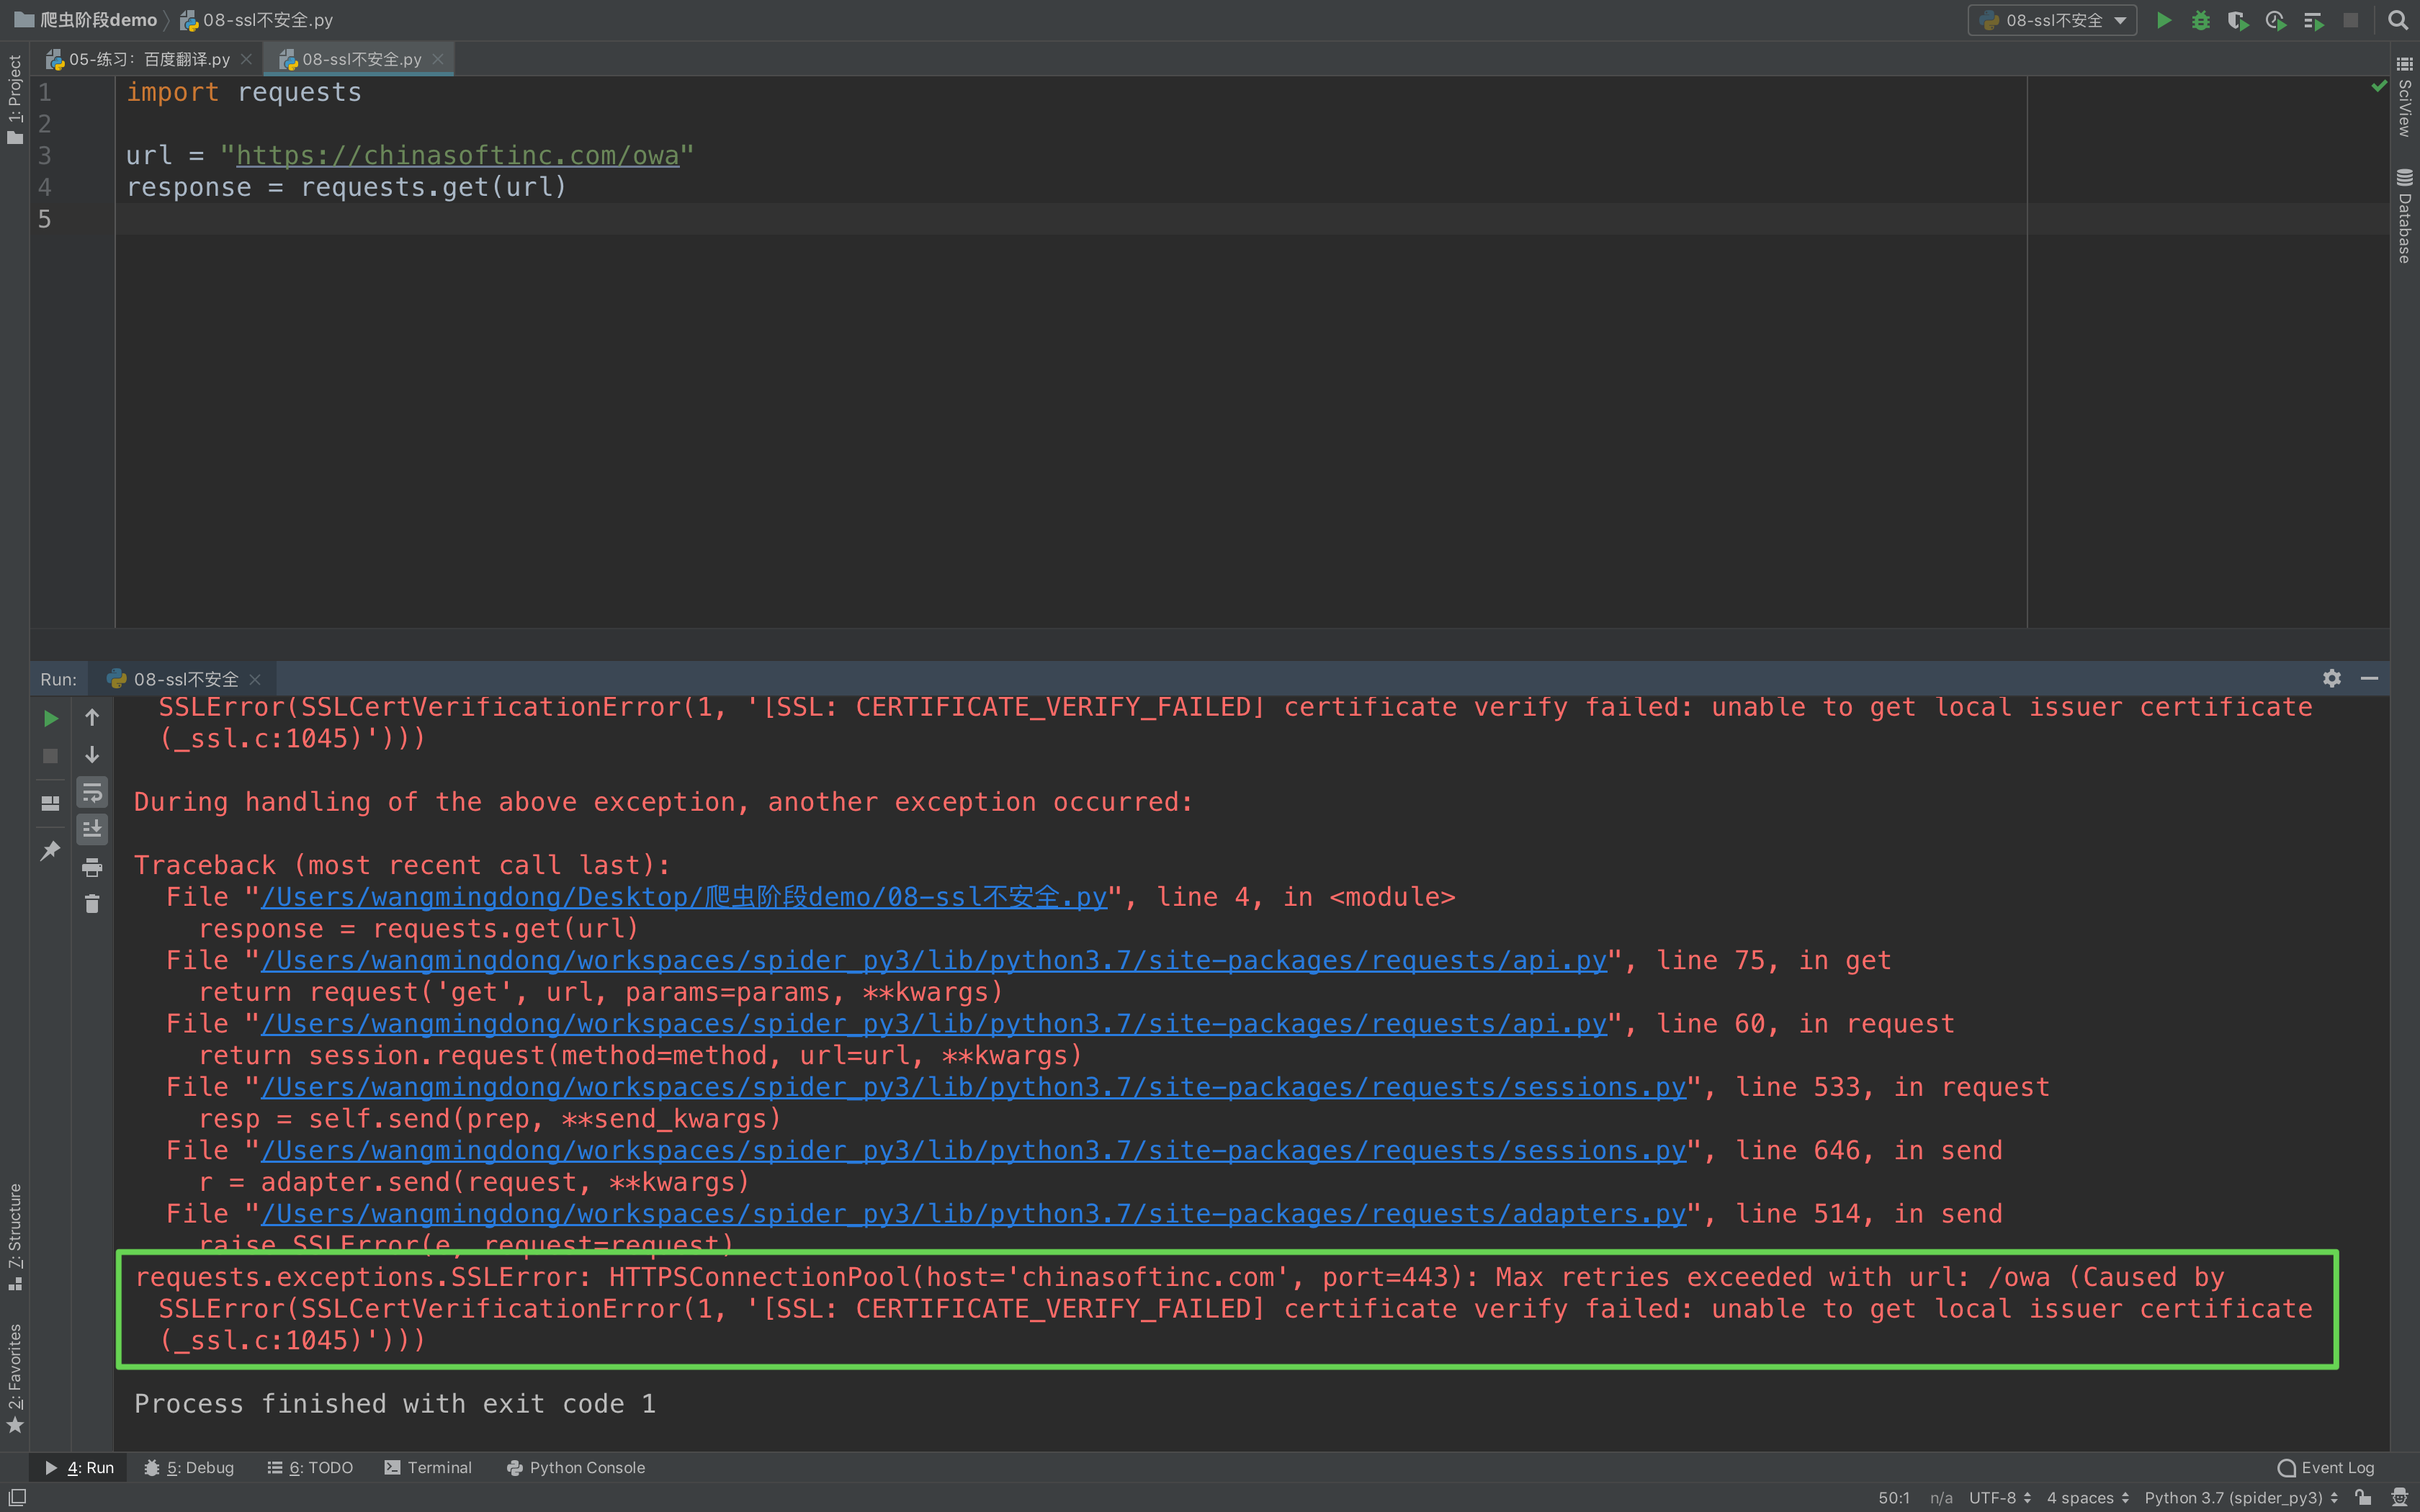 爬虫阶段demo
08-ssl不安全.py
08-ssl不安全
05-练习：百度翻译.py
08-ssl不安全.py
1: Project
SciView
Database
1 import requests
2
3 url = "https://chinasoftinc.com/owa"
4 response = requests.get(url)
5
Run: 08-ssl不安全
SSLError(SSLCertVerificationError(1, '[SSL: CERTIFICATE_VERIFY_FAILED] certificate verify failed: unable to get local issuer certificate
(_ssl.c:1045)')))
During handling of the above exception, another exception occurred:
Traceback (most recent call last):
File "/Users/wangmingdong/Desktop/爬虫阶段demo/08-ssl不安全.py", line 4, in <module>
response = requests.get(url)
File "/Users/wangmingdong/workspaces/spider_py3/lib/python3.7/site-packages/requests/api.py", line 75, in get
return request('get', url, params=params, **kwargs)
File "/Users/wangmingdong/workspaces/spider_py3/lib/python3.7/site-packages/requests/api.py", line 60, in request
return session.request(method=method, url=url, **kwargs)
File "/Users/wangmingdong/workspaces/spider_py3/lib/python3.7/site-packages/requests/sessions.py", line 533, in request
resp = self.send(prep, **send_kwargs)
File "/Users/wangmingdong/workspaces/spider_py3/lib/python3.7/site-packages/requests/sessions.py", line 646, in send
r = adapter.send(request, **kwargs)
File "/Users/wangmingdong/workspaces/spider_py3/lib/python3.7/site-packages/requests/adapters.py", line 514, in send
raise SSLError(e, request=request)
requests.exceptions.SSLError: HTTPSConnectionPool(host='chinasoftinc.com', port=443): Max retries exceeded with url: /owa (Caused by
SSLError(SSLCertVerificationError(1, '[SSL: CERTIFICATE_VERIFY_FAILED] certificate verify failed: unable to get local issuer certificate
(_ssl.c:1045)')))
Process finished with exit code 1
7: Structure
2: Favorites
4: Run
5: Debug
6: TODO
Terminal
Python Console
Event Log
50:1 n/a UTF-8 4 spaces Python 3.7 (spider_py3)